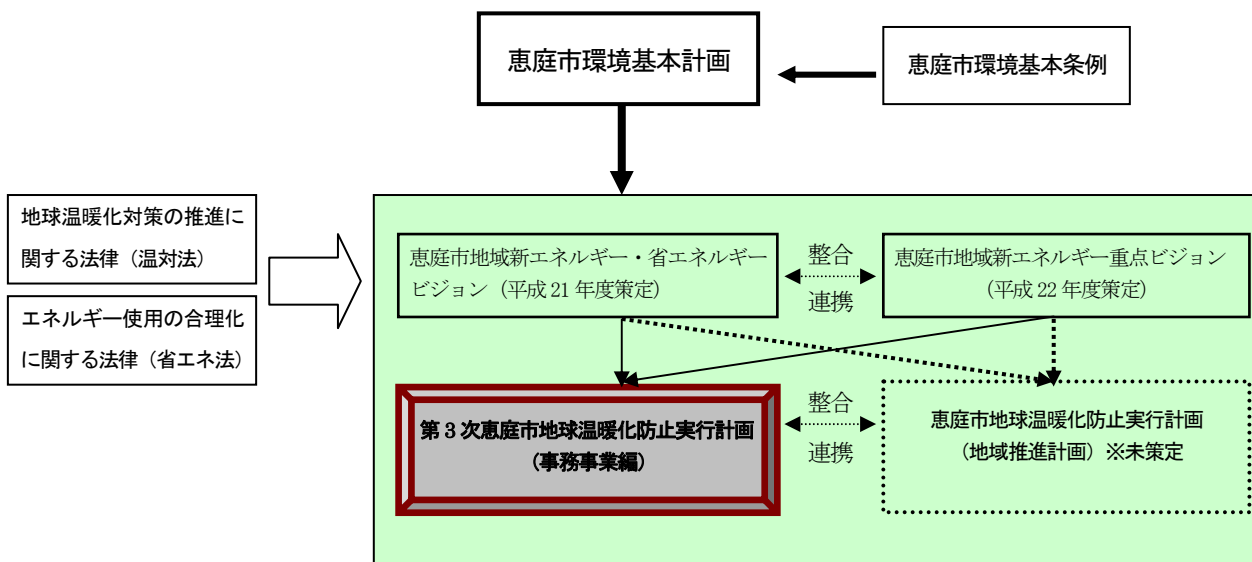 恵庭市環境基本計画
恵庭市環境基本条例
地球温暖化対策の推進に
関する法律（温対法）
エネルギー使用の合理化
に関する法律（省エネ法）
恵庭市地域新エネルギー・省エネルギー
ビジョン（平成 21 年度策定）
整合
連携
恵庭市地域新エネルギー重点ビジョン
（平成 22 年度策定）
第 3 次恵庭市地球温暖化防止実行計画
（事務事業編）
整合
連携
恵庭市地球温暖化防止実行計画
（地域推進計画）※未策定